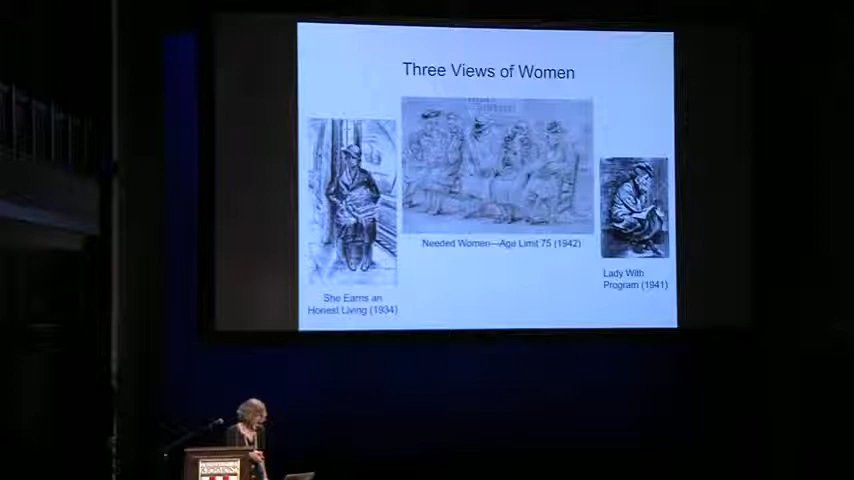 Three Views of Women
Needed Women—Age Limit 75 (1942)
Lady With
Program (1941)
She Earns an
Honest Living (1934)